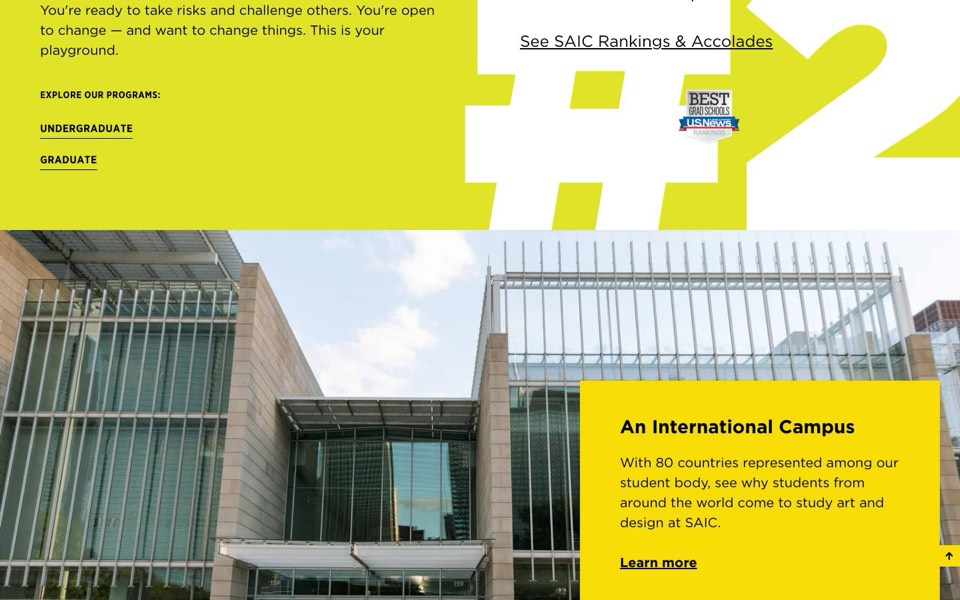 You're ready to take risks and challenge others. You're open
to change — and want to change things. This is your
playground.
EXPLORE OUR PROGRAMS:
UNDERGRADUATE
GRADUATE
See SAIC Rankings & Accolades
#2
BEST
GRAD SCHOOLS
U.S.News
RANKINGS
159
159
An International Campus
With 80 countries represented among our
student body, see why students from
around the world come to study art and
design at SAIC.
Learn more